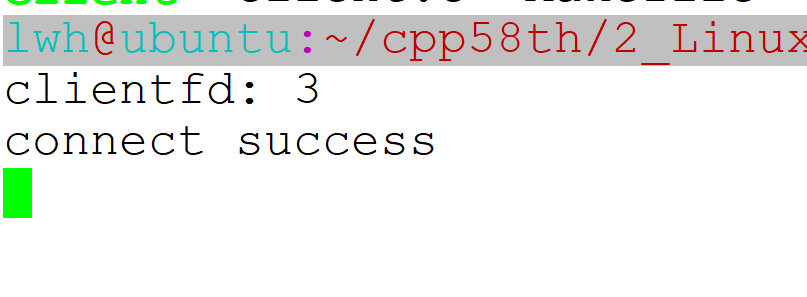 lwh@ubuntu:~/cpp58th/2_Linux
clientfd: 3
connect success